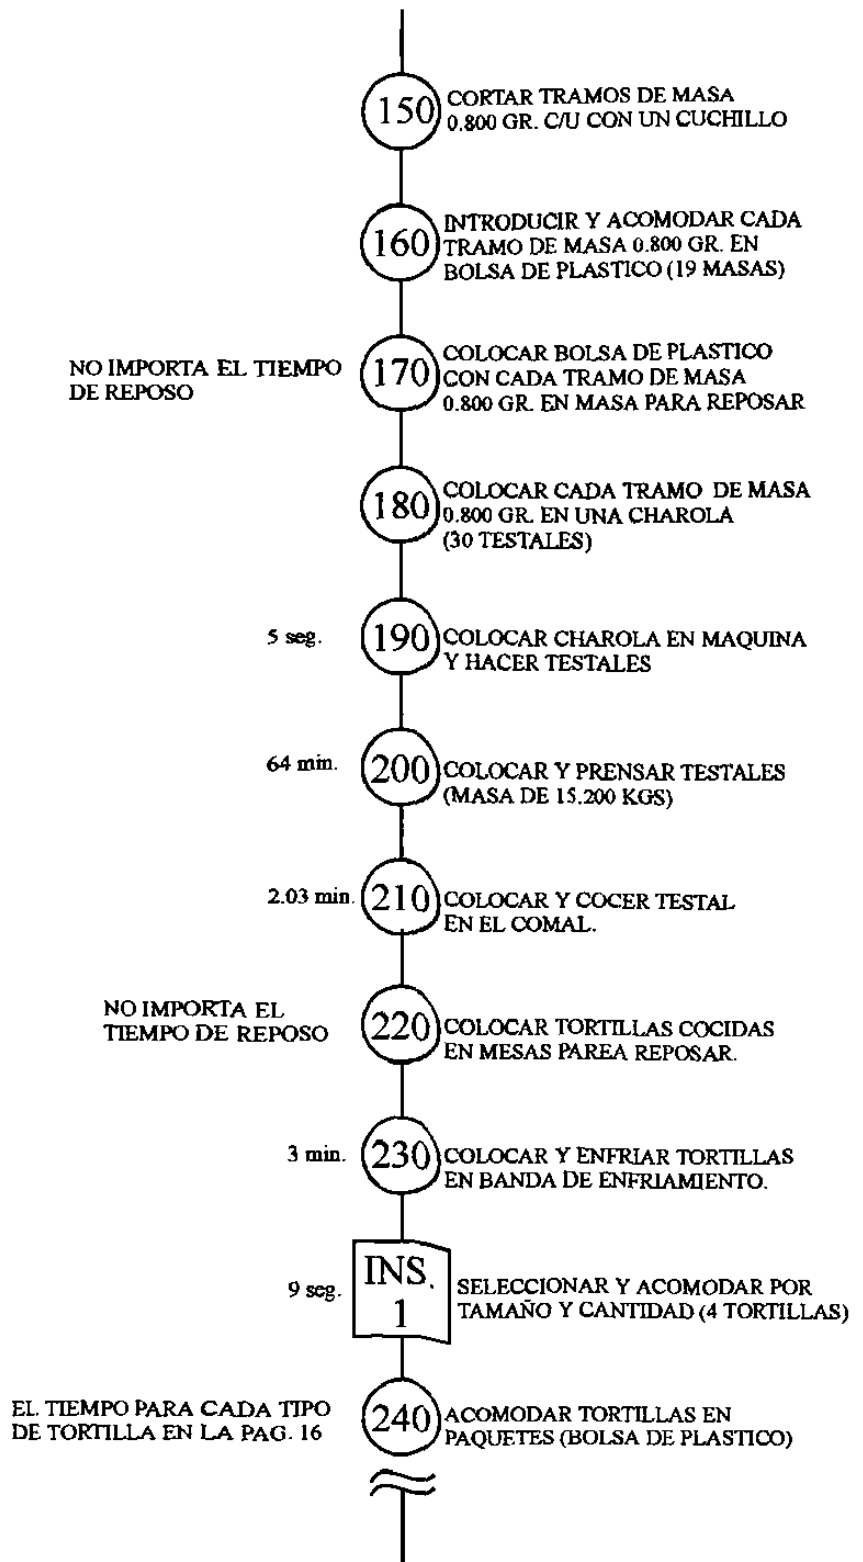 150
CORTAR TRAMOS DE MASA
0.800 GR. C/U CON UN CUCHILLO
160
INTRODUCIR Y ACOMODAR CADA
TRAMO DE MASA 0.800 GR. EN
BOLSA DE PLASTICO (19 MASAS)
NO IMPORTA EL TIEMPO
DE REPOSO
170
COLOCAR BOLSA DE PLASTICO
CON CADA TRAMO DE MASA
0.800 GR. EN MASA PARA REPOSAR
180
COLOCAR CADA TRAMO DE MASA
0.800 GR. EN UNA CHAROLA
(30 TESTALES)
5 seg.
190
COLOCAR CHAROLA EN MAQUINA
Y HACER TESTALES
64 min.
200
COLOCAR Y PRENSAR TESTALES
(MASA DE 15.200 KGS)
2.03 min.
210
COLOCAR Y COCER TESTAL
EN EL COMAL.
NO IMPORTA EL
TIEMPO DE REPOSO
220
COLOCAR TORTILLAS COCIDAS
EN MESAS PAREA REPOSAR.
3 min.
230
COLOCAR Y ENFRIAR TORTILLAS
EN BANDA DE ENFRIAMIENTO.
9 seg.
INS.
1
SELECCIONAR Y ACOMODAR POR
TAMAÑO Y CANTIDAD (4 TORTILLAS)
EL TIEMPO PARA CADA TIPO
DE TORTILLA EN LA PAG. 16
240
ACOMODAR TORTILLAS EN
PAQUETES (BOLSA DE PLASTICO)